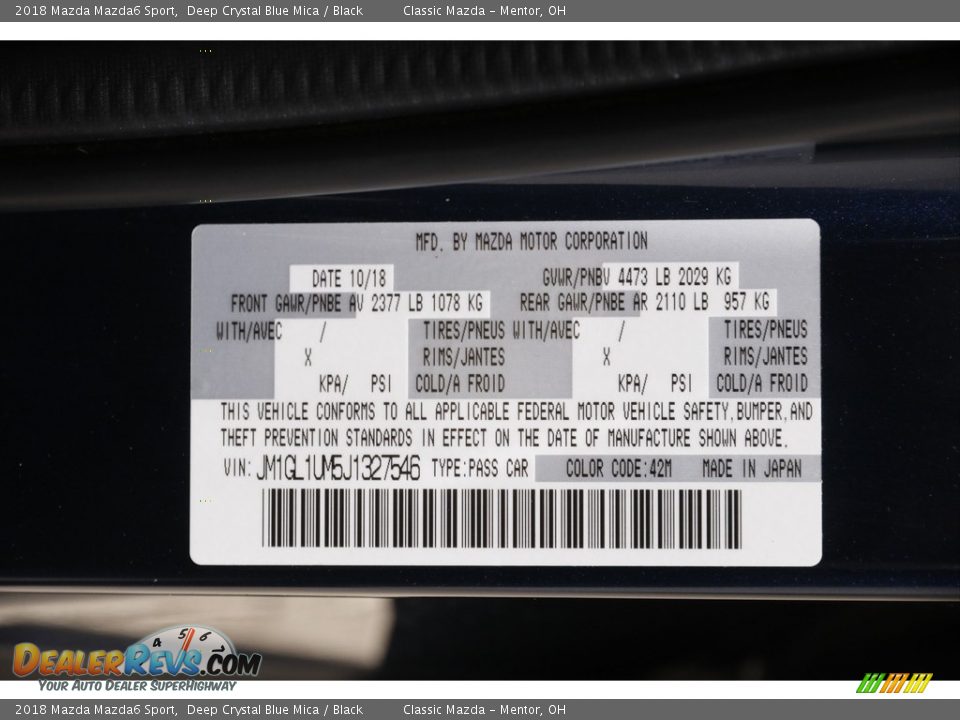 2018 Mazda Mazda6 Sport, Deep Crystal Blue Mica / Black Classic Mazda – Mentor, OH
MFD. BY MAZDA MOTOR CORPORATION
DATE 10/18 GVWR/PNBV 4473 LB 2029 KG
FRONT GAWR/PNBE AV 2377 LB 1078 KG REAR GAWR/PNBE AR 2110 LB 957 KG
WITH/AVEC / TIRES/PNEUS WITH/AVEC / TIRES/PNEUS
X RIMS/JANTES X RIMS/JANTES
KPA/ PSI COLD/A FROID KPA/ PSI COLD/A FROID
THIS VEHICLE CONFORMS TO ALL APPLICABLE FEDERAL MOTOR VEHICLE SAFETY,BUMPER,AND
THEFT PREVENTION STANDARDS IN EFFECT ON THE DATE OF MANUFACTURE SHOWN ABOVE.
VIN: JM1GL1UM5J1327546 TYPE:PASS CAR COLOR CODE:42M MADE IN JAPAN
4 5 6 7
DEALERREVS.COM
YOUR AUTO DEALER SUPERHIGHWAY
2018 Mazda Mazda6 Sport, Deep Crystal Blue Mica / Black Classic Mazda – Mentor, OH